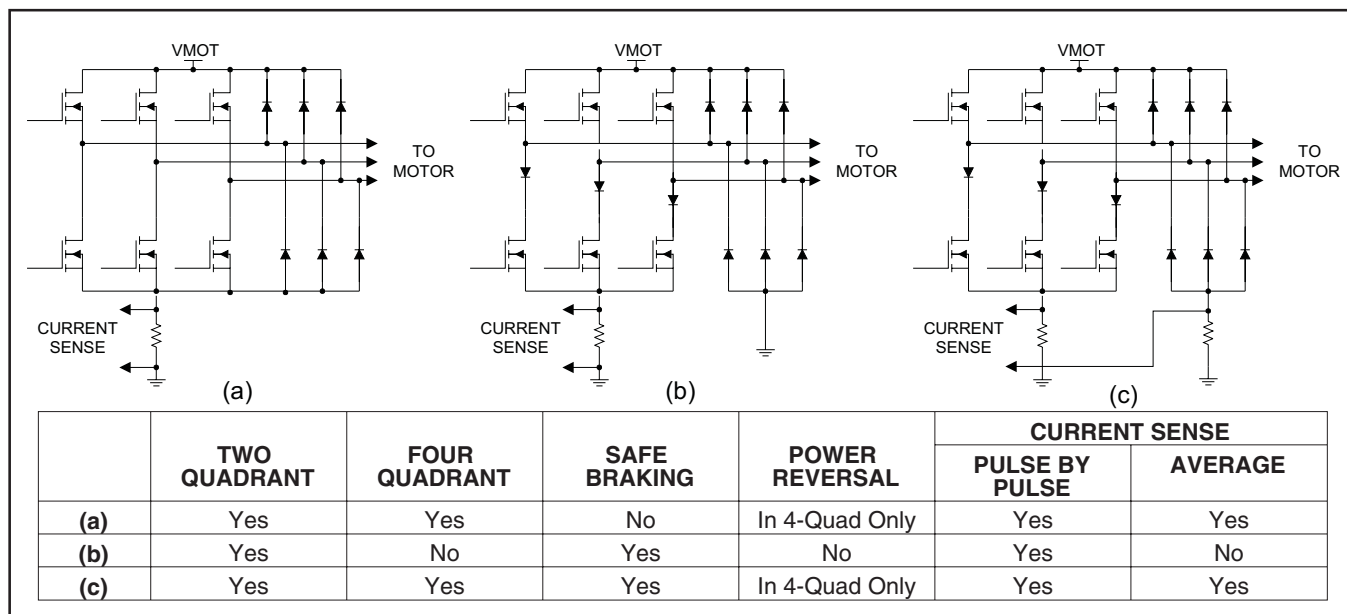 VMOT
VMOT
VMOT
TO
MOTOR
TO
MOTOR
TO
MOTOR
CURRENT
SENSE
CURRENT
SENSE
CURRENT
SENSE
(a)
(b)
(c)
CURRENT SENSE
TWO QUADRANT FOUR QUADRANT SAFE BRAKING POWER REVERSAL PULSE BY PULSE AVERAGE
(a) Yes Yes No In 4-Quad Only Yes Yes
(b) Yes No Yes No Yes No
(c) Yes Yes Yes In 4-Quad Only Yes Yes